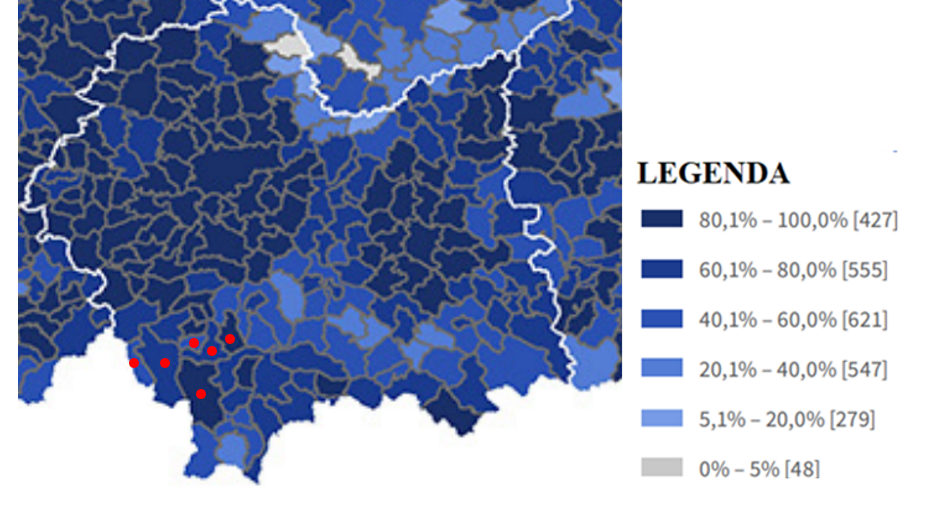 LEGENDA
80,1% – 100,0% [427]
60,1% – 80,0% [555]
40,1% – 60,0% [621]
20,1% – 40,0% [547]
5,1% – 20,0% [279]
0% – 5% [48]